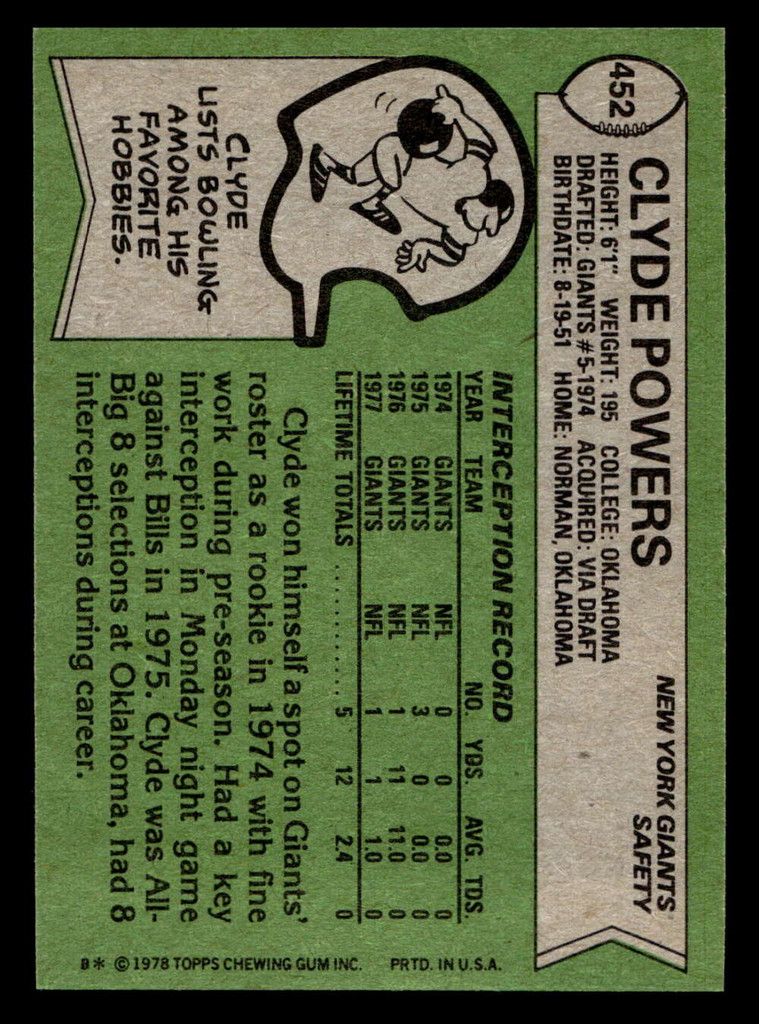 452
CLYDE POWERS
NEW YORK GIANTS
SAFETY
HEIGHT: 6'1" WEIGHT: 195 COLLEGE: OKLAHOMA
DRAFTED: GIANTS #5-1974 ACQUIRED: VIA DRAFT
BIRTHDATE: 8-19-51 HOME: NORMAN, OKLAHOMA
CLYDE
LISTS BOWLING
AMONG HIS
FAVORITE
HOBBIES.
INTERCEPTION RECORD
YEAR TEAM NO. YDS. AVG. TDS.
1974 GIANTS NFL 0 0 0.0 0
1975 GIANTS NFL 3 0 0.0 0
1976 GIANTS NFL 1 11 11.0 0
1977 GIANTS NFL 1 1 1.0 0
LIFETIME TOTALS ............. 5 12 2.4 0
Clyde won himself a spot on Giants'
roster as a rookie in 1974 with fine
work during pre-season. Had a key
interception in Monday night game
against Bills in 1975. Clyde was All-
Big 8 selections at Oklahoma, had 8
interceptions during career.
B* © 1978 TOPPS CHEWING GUM INC. PRTD. IN U.S.A.